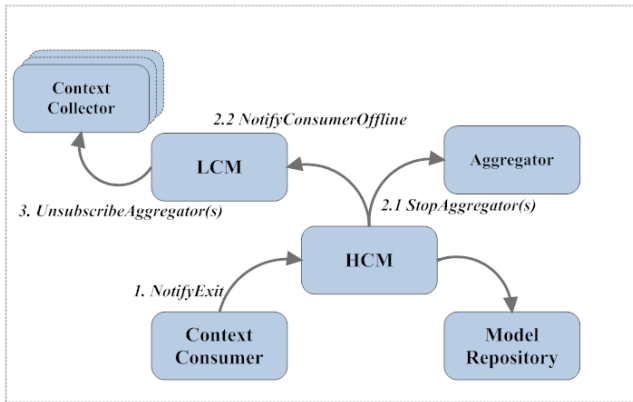 Context
Collector
2.2 NotifyConsumerOffline
LCM
Aggregator
3. UnsubscribeAggregator(s)
2.1 StopAggregator(s)
HCM
1. NotifyExit
Context
Consumer
Model
Repository